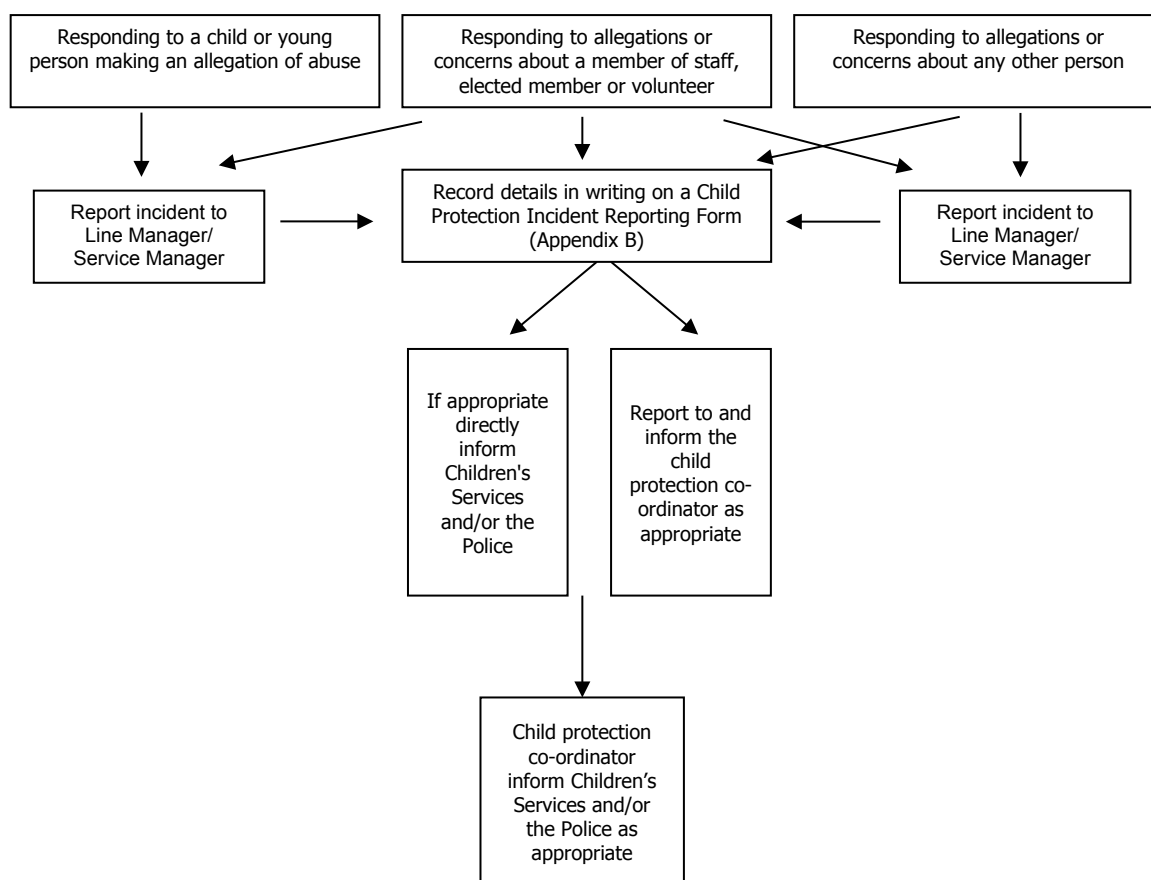 Responding to a child or young
person making an allegation of abuse
Responding to allegations or
concerns about a member of staff,
elected member or volunteer
Responding to allegations or
concerns about any other person
Report incident to
Line Manager/
Service Manager
Record details in writing on a Child
Protection Incident Reporting Form
(Appendix B)
Report incident to
Line Manager/
Service Manager
If appropriate
directly
inform
Children's
Services
and/or the
Police
Report to and
inform the
child
protection co-
ordinator as
appropriate
Child protection
co-ordinator
inform Children’s
Services and/or
the Police as
appropriate